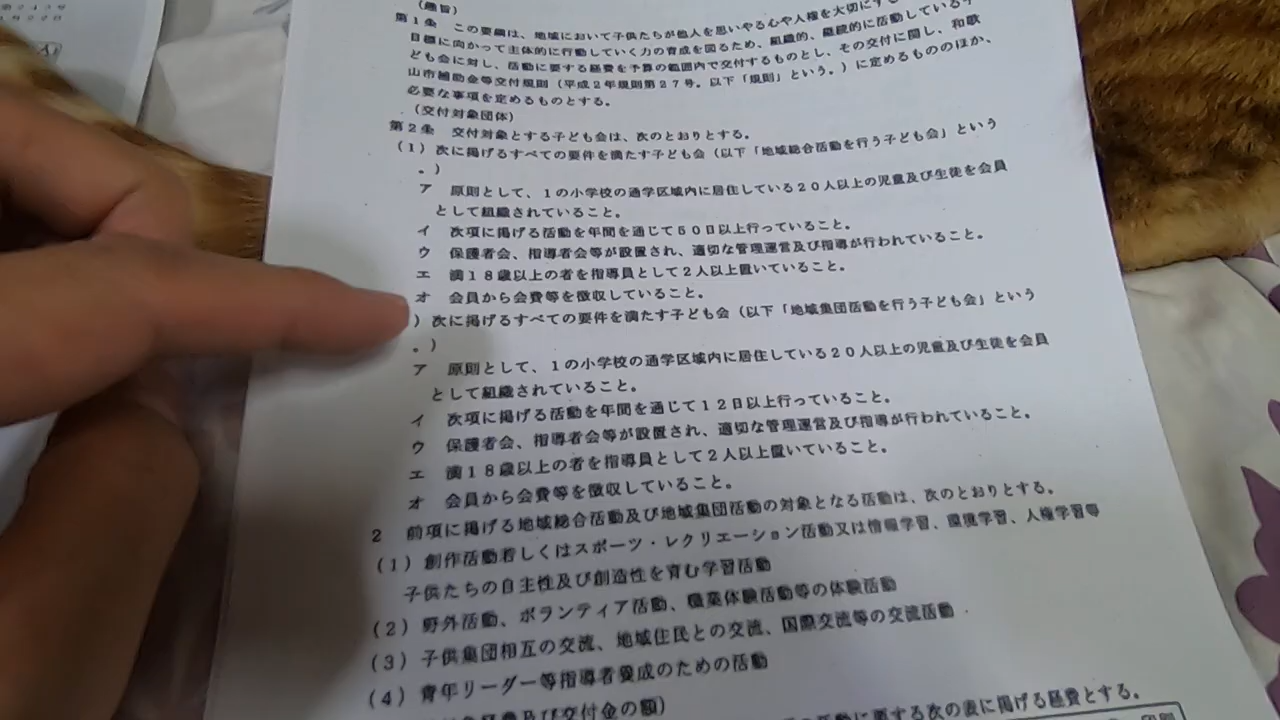 (趣旨)
第1条 この要綱は、地域において子供たちが他人を思いやる心や人権を大切にする
目標に向かって主体的に行動していく力の育成を図るため、組織的、継続的に活動している子
ども会に対し、活動に要する経費を予算の範囲内で交付するものとし、その交付に関し、和歌
山市補助金等交付規則(平成2年規則第27号。以下「規則」という。)に定めるもののほか、
必要な事項を定めるものとする。
(交付対象団体)
第2条 交付対象とする子ども会は、次のとおりとする。
(1)次に掲げるすべての要件を満たす子ども会(以下「地域総合活動を行う子ども会」という
。)
ア 原則として、1の小学校の通学区域内に居住している20人以上の児童及び生徒を会員
として組織されていること。
イ 次項に掲げる活動を年間を通じて50日以上行っていること。
ウ 保護者会、指導者会等が設置され、適切な管理運営及び指導が行われていること。
エ 満18歳以上の者を指導員として2人以上置いていること。
オ 会員から会費等を徴収していること。
)次に掲げるすべての要件を満たす子ども会(以下「地域集団活動を行う子ども会」という
。)
ア 原則として、1の小学校の通学区域内に居住している20人以上の児童及び生徒を会員
として組織されていること。
イ 次項に掲げる活動を年間を通じて12日以上行っていること。
ウ 保護者会、指導者会等が設置され、適切な管理運営及び指導が行われていること。
エ 満18歳以上の者を指導員として2人以上置いていること。
オ 会員から会費等を徴収していること。
2 前項に掲げる地域総合活動及び地域集団活動の対象となる活動は、次のとおりとする。
(1)創作活動若しくはスポーツ・レクリエーション活動又は情報学習、環境学習、人権学習等
子供たちの自主性及び創造性を育む学習活動
(2)野外活動、ボランティア活動、職業体験活動等の体験活動
(3)子供集団相互の交流、地域住民との交流、国際交流等の交流活動
(4)青年リーダー等指導者養成のための活動
経費及び交付金の額)
活動に要する次の表に掲げる経費とする。